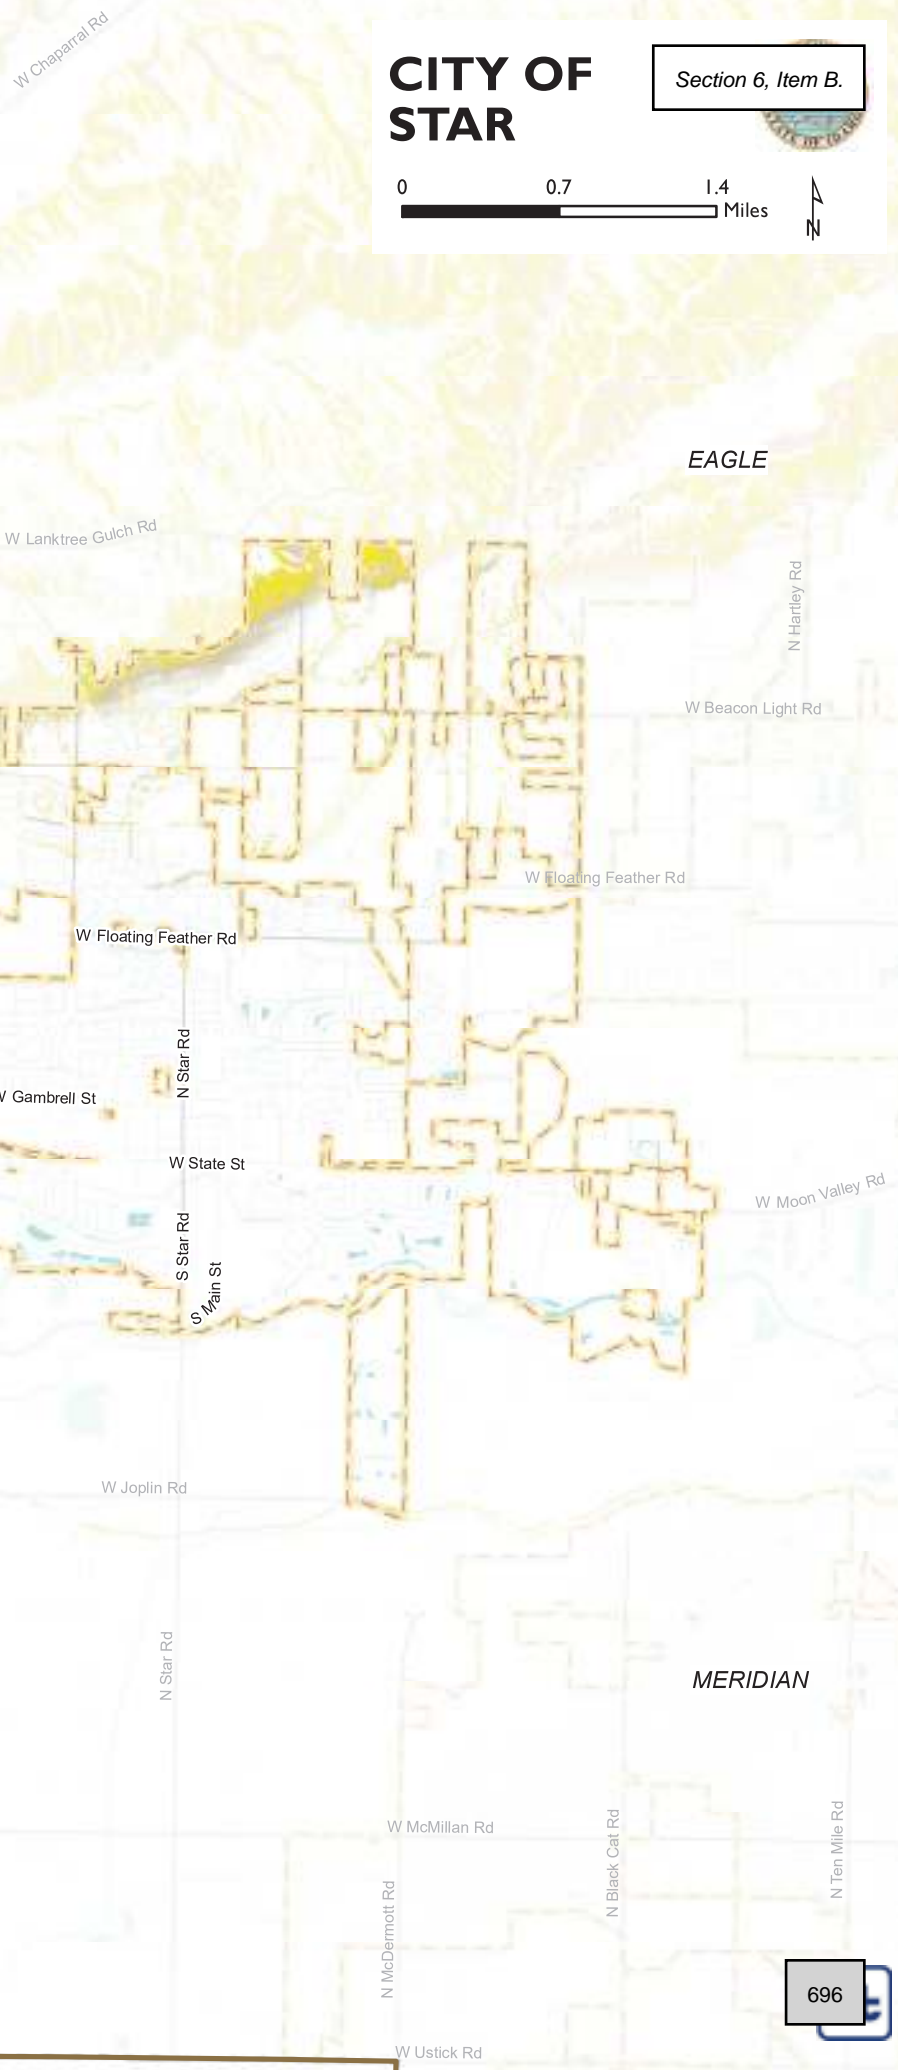 W Chaparral Rd
CITY OF
STAR
Section 6, Item B.
STATE OF IDAHO
0 0.7 1.4
Miles
N
EAGLE
W Lanktree Gulch Rd
N Hartley Rd
W Beacon Light Rd
W Floating Feather Rd
W Floating Feather Rd
N Star Rd
W Gambrell St
W State St
W Moon Valley Rd
S Star Rd
S Main St
W Joplin Rd
N Star Rd
MERIDIAN
W McMillan Rd
N Black Cat Rd
N Ten Mile Rd
N McDermott Rd
696
W Ustick Rd